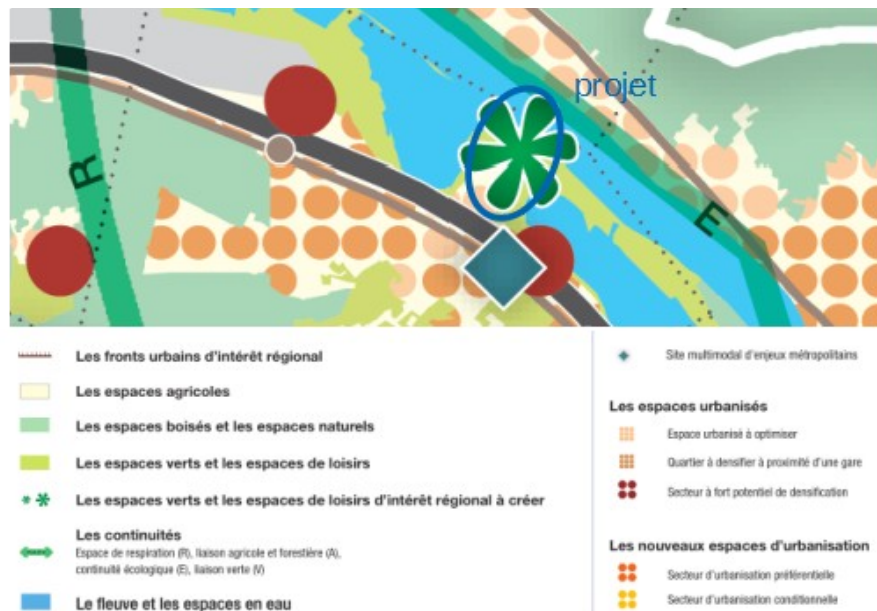 projet
R
E
Les fronts urbains d'intérêt régional
Les espaces agricoles
Les espaces boisés et les espaces naturels
Les espaces verts et les espaces de loisirs
Les espaces verts et les espaces de loisirs d'intérêt régional à créer
Les continuités
Espace de respiration (R), liaison agricole et forestière (A),
continuité écologique (E), liaison verte (V)
Le fleuve et les espaces en eau
Site multimodal d'enjeux métropolitains
Les espaces urbanisés
Espace urbanisé à optimiser
Quartier à densifier à proximité d'une gare
Secteur à fort potentiel de densification
Les nouveaux espaces d'urbanisation
Secteur d'urbanisation préférentielle
Secteur d'urbanisation conditionnelle